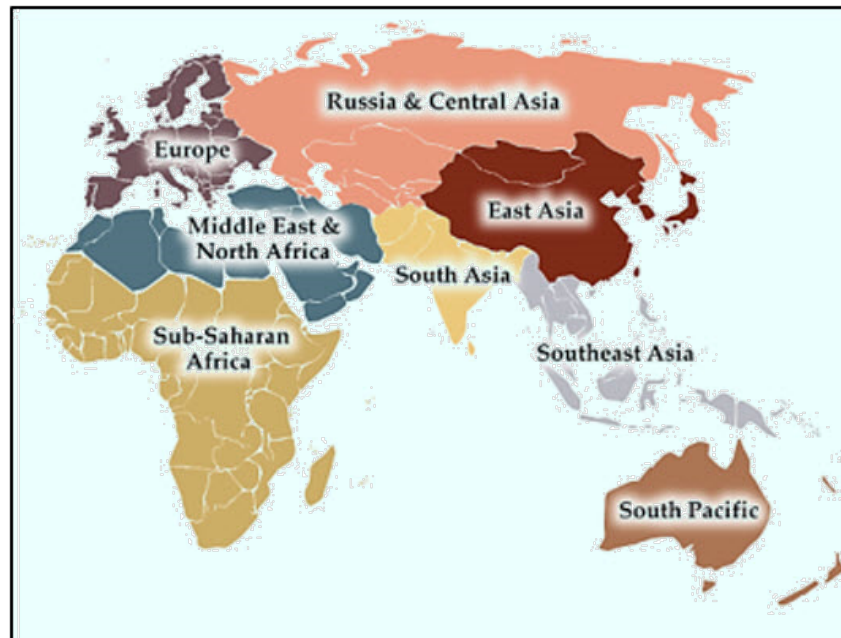 Russia & Central Asia
Europe
East Asia
Middle East &
North Africa
South Asia
Sub-Saharan
Africa
Southeast Asia
South Pacific